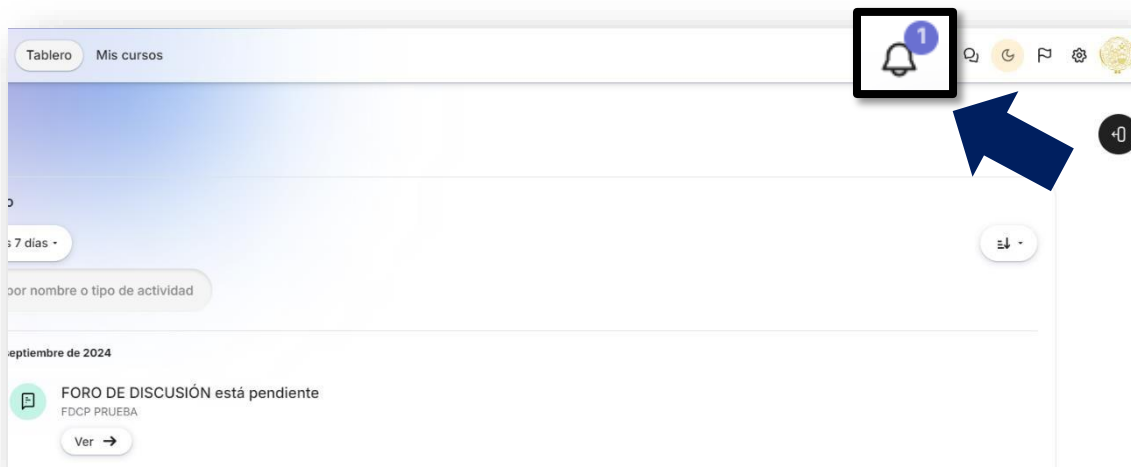 Tablero Mis cursos 1
o
s 7 días
por nombre o tipo de actividad
septiembre de 2024
FORO DE DISCUSIÓN está pendiente
FDCP PRUEBA
Ver →